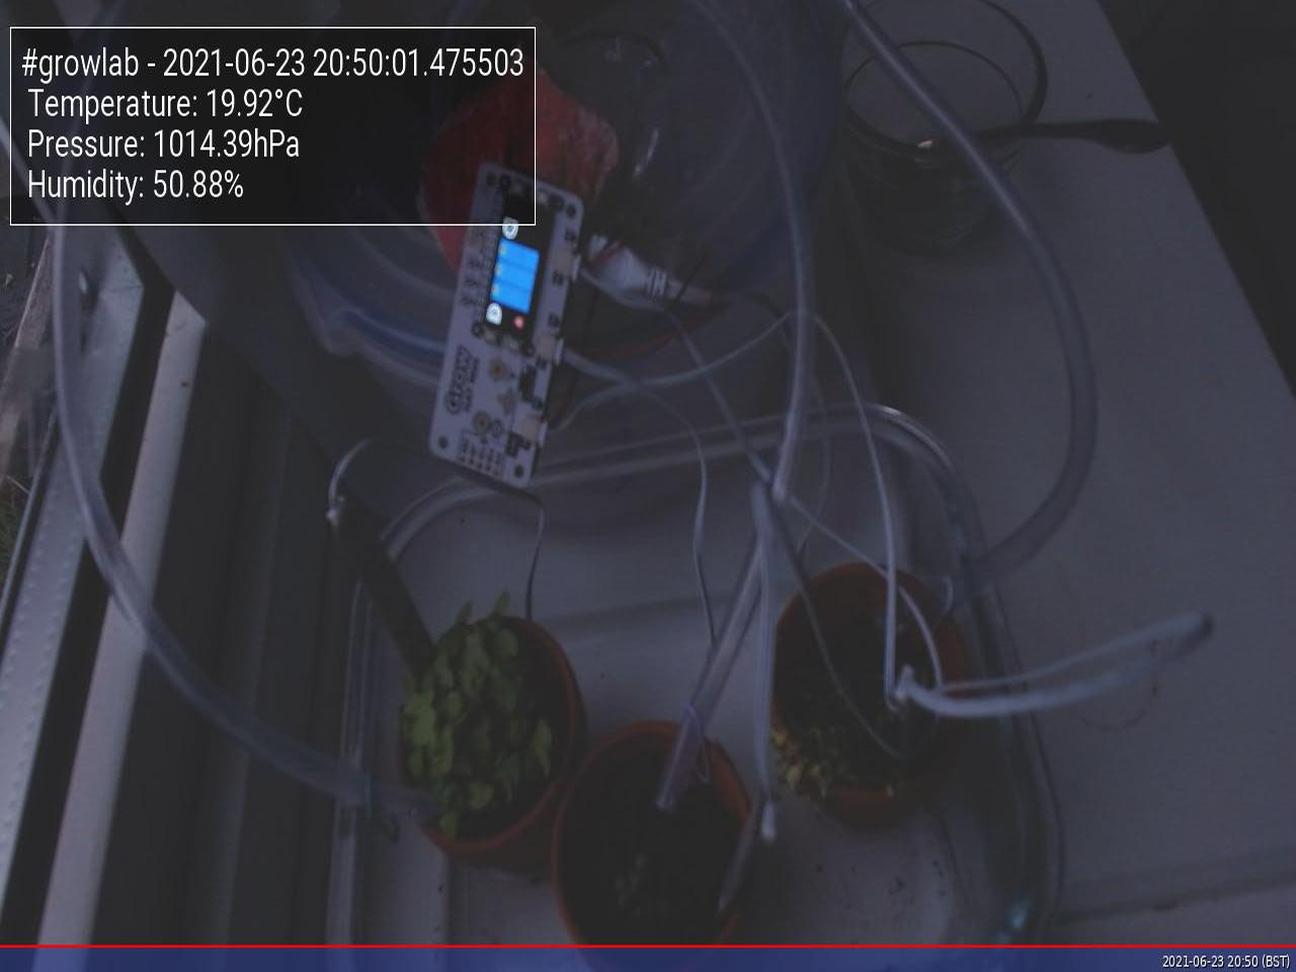 #growlab - 2021-06-23 20:50:01.475503
Temperature: 19.92°C
Pressure: 1014.39hPa
Humidity: 50.88%
GROW
2021-06-23 20:50 (BST)